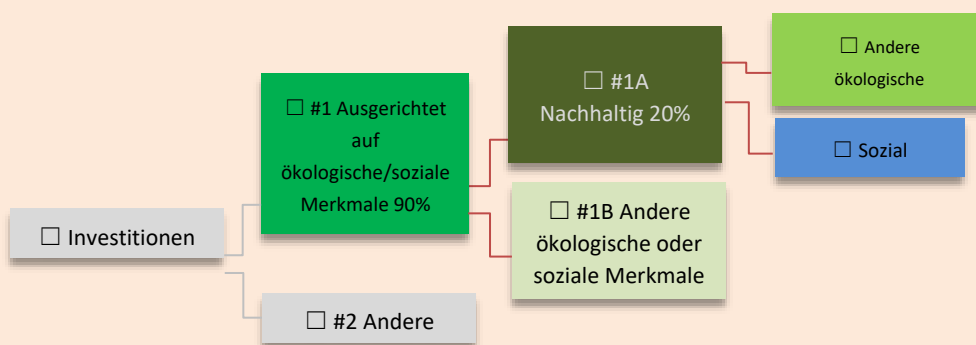 ☐ Investitionen
☐ #1 Ausgerichtet
auf
ökologische/soziale
Merkmale 90%
☐ #2 Andere
☐ #1A
Nachhaltig 20%
☐ #1B Andere
ökologische oder
soziale Merkmale
☐ Andere
ökologische
☐ Sozial